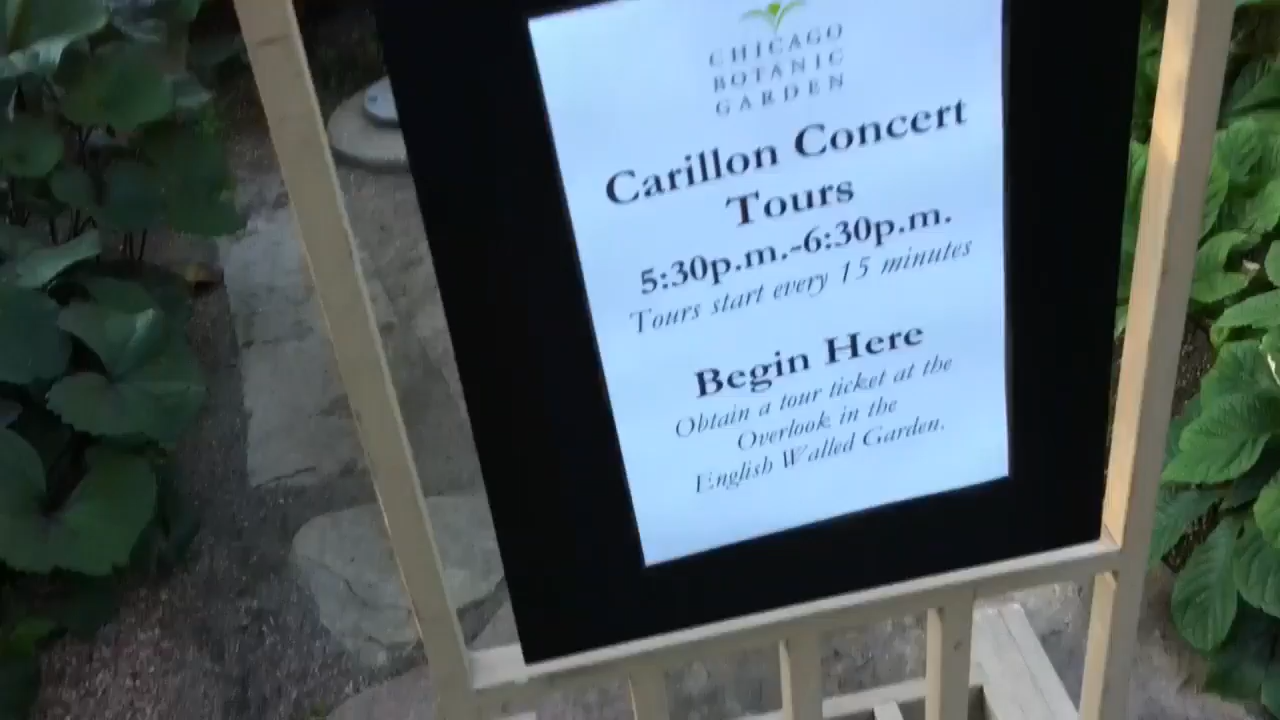 CHICAGO
BOTANIC
GARDEN
Carillon Concert
Tours
5:30p.m.-6:30p.m.
Tours start every 15 minutes
Begin Here
Obtain a tour ticket at the
Overlook in the
English Walled Garden.